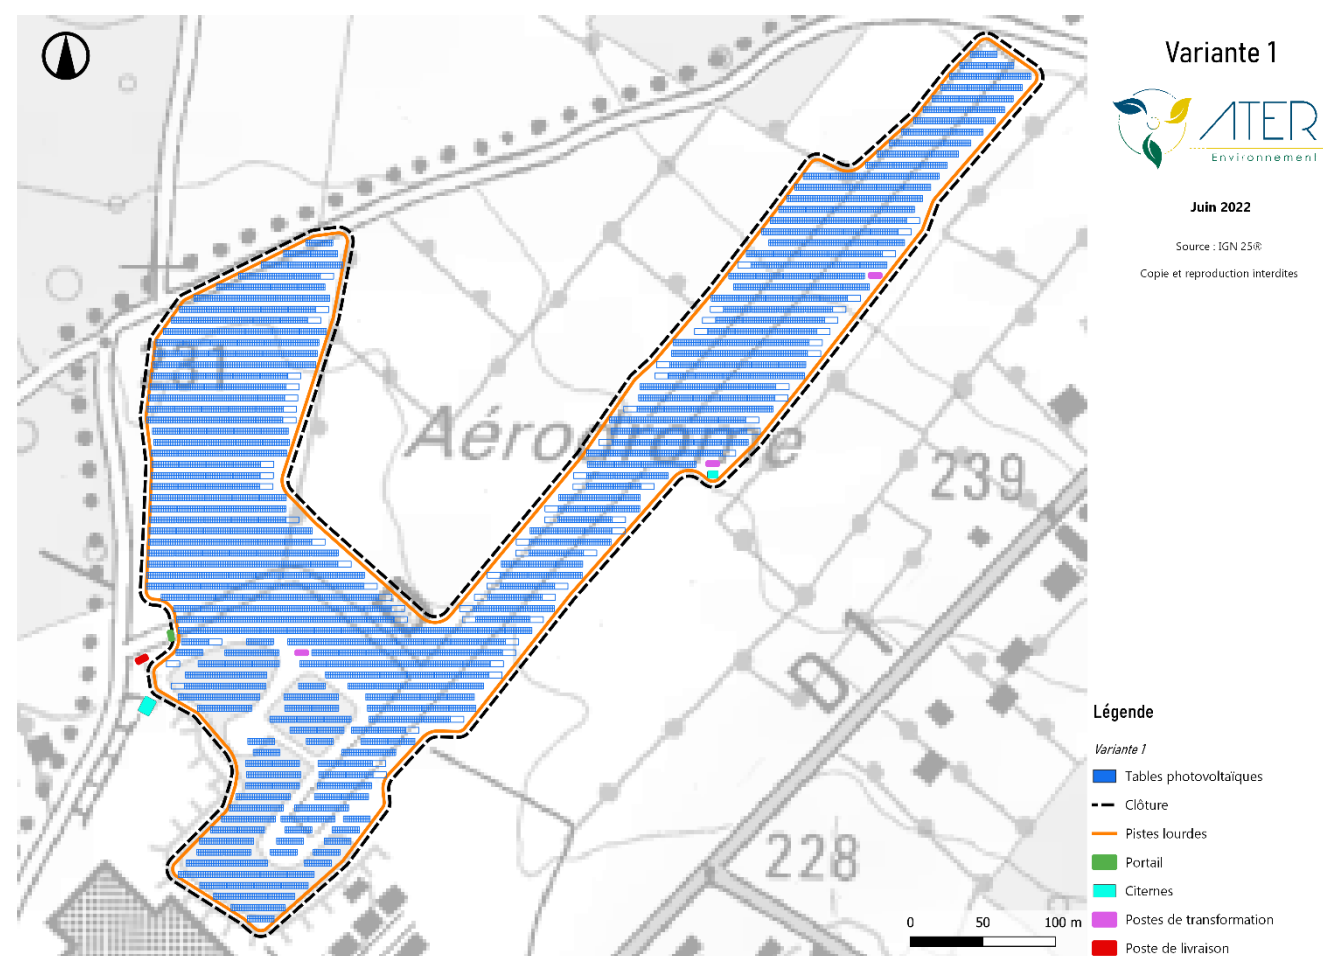 Variante 1
ATER
Environnement
Juin 2022
Source : IGN 25®
Copie et reproduction interdites
231
Aérodrome
239
D 1
228
Légende
Variante 1
Tables photovoltaïques
Clôture
Pistes lourdes
Portail
Citernes
Postes de transformation
Poste de livraison
0 50 100 m